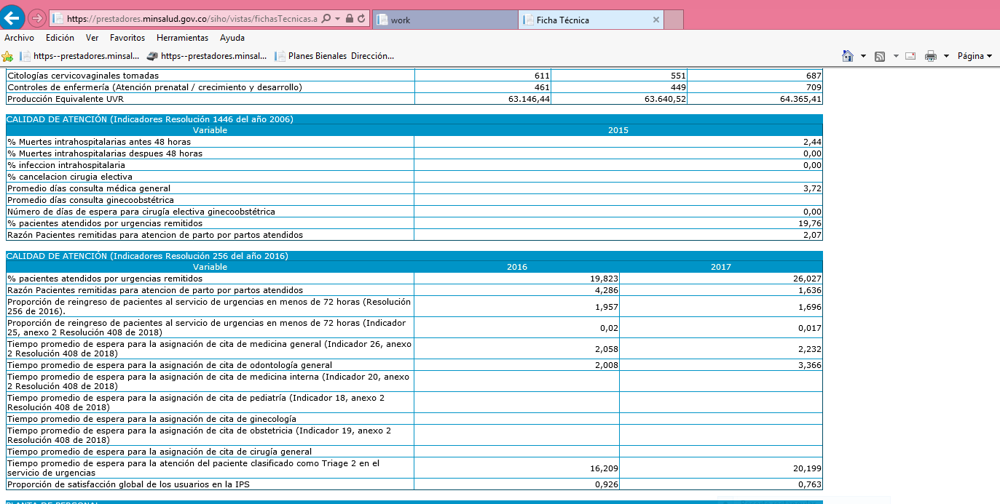 https://prestadores.minsalud.gov.co/siho/vistas/fichasTecnicas.a
work
Ficha Técnica
Archivo Edición Ver Favoritos Herramientas Ayuda
https--prestadores.minsal... https--prestadores.minsal... Planes Bienales Dirección... Página
Citologías cervicovaginales tomadas 611 551 687
Controles de enfermería (Atención prenatal / crecimiento y desarrollo) 461 449 709
Producción Equivalente UVR 63.146,44 63.640,52 64.365,41
CALIDAD DE ATENCIÓN (Indicadores Resolución 1446 del año 2006)
Variable 2015
% Muertes intrahospitalarias antes 48 horas 2,44
% Muertes intrahospitalarias despues 48 horas 0,00
% infeccion intrahospitalaria 0,00
% cancelacion cirugia electiva
Promedio días consulta médica general 3,72
Promedio días consulta ginecoobstétrica
Número de días de espera para cirugía electiva ginecoobstétrica 0,00
% pacientes atendidos por urgencias remitidos 19,76
Razón Pacientes remitidas para atencion de parto por partos atendidos 2,07
CALIDAD DE ATENCIÓN (Indicadores Resolución 256 del año 2016)
Variable 2016 2017
% pacientes atendidos por urgencias remitidos 19,823 26,027
Razón Pacientes remitidas para atencion de parto por partos atendidos 4,286 1,636
Proporción de reingreso de pacientes al servicio de urgencias en menos de 72 horas (Resolución
256 de 2016). 1,957 1,696
Proporción de reingreso de pacientes al servicio de urgencias en menos de 72 horas (Indicador
25, anexo 2 Resolución 408 de 2018) 0,02 0,017
Tiempo promedio de espera para la asignación de cita de medicina general (Indicador 26, anexo
2 Resolución 408 de 2018) 2,058 2,232
Tiempo promedio de espera para la asignación de cita de odontología general 2,008 3,366
Tiempo promedio de espera para la asignación de cita de medicina interna (Indicador 20, anexo
2 Resolución 408 de 2018)
Tiempo promedio de espera para la asignación de cita de pediatría (Indicador 18, anexo 2
Resolución 408 de 2018)
Tiempo promedio de espera para la asignación de cita de ginecología
Tiempo promedio de espera para la asignación de cita de obstetricia (Indicador 19, anexo 2
Resolución 408 de 2018)
Tiempo promedio de espera para la asignación de cita de cirugía general
Tiempo promedio de espera para la atención del paciente clasificado como Triage 2 en el
servicio de urgencias 16,209 20,199
Proporción de satisfacción global de los usuarios en la IPS 0,926 0,763
PLANTA DE PERSONAL